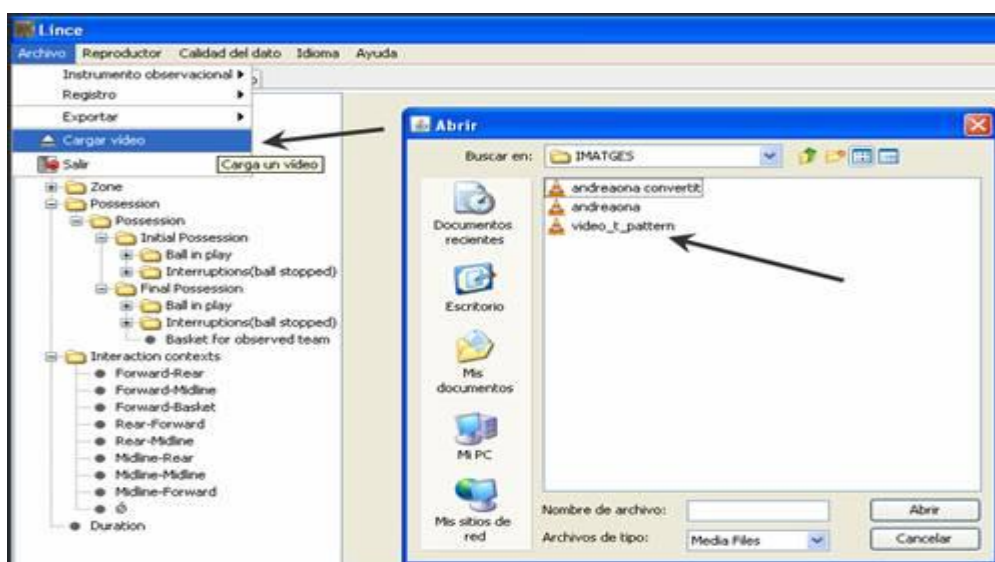 Lince
Archivo Reproductor Calidad del dato Idioma Ayuda
Instrumento observacional
Registro
Exportar
Cargar vídeo
Salir
Carga un vídeo
Zone
Possession
Possession
Initial Possession
Ball in play
Interruptions(ball stopped)
Final Possession
Ball in play
Interruptions(ball stopped)
Basket for observed team
Interaction contexts
Forward-Rear
Forward-Midline
Forward-Basket
Rear-Forward
Rear-Midline
Midline-Rear
Midline-Midline
Midline-Forward
Ø
Duration
Abrir
Buscar en: IMATGES
andreaona convertit
andreaona
video_t_pattern
Documentos
recientes
Escritorio
Mis
documentos
Mi PC
Mis sitios de
red
Nombre de archivo:
Abrir
Archivos de tipo: Media Files
Cancelar